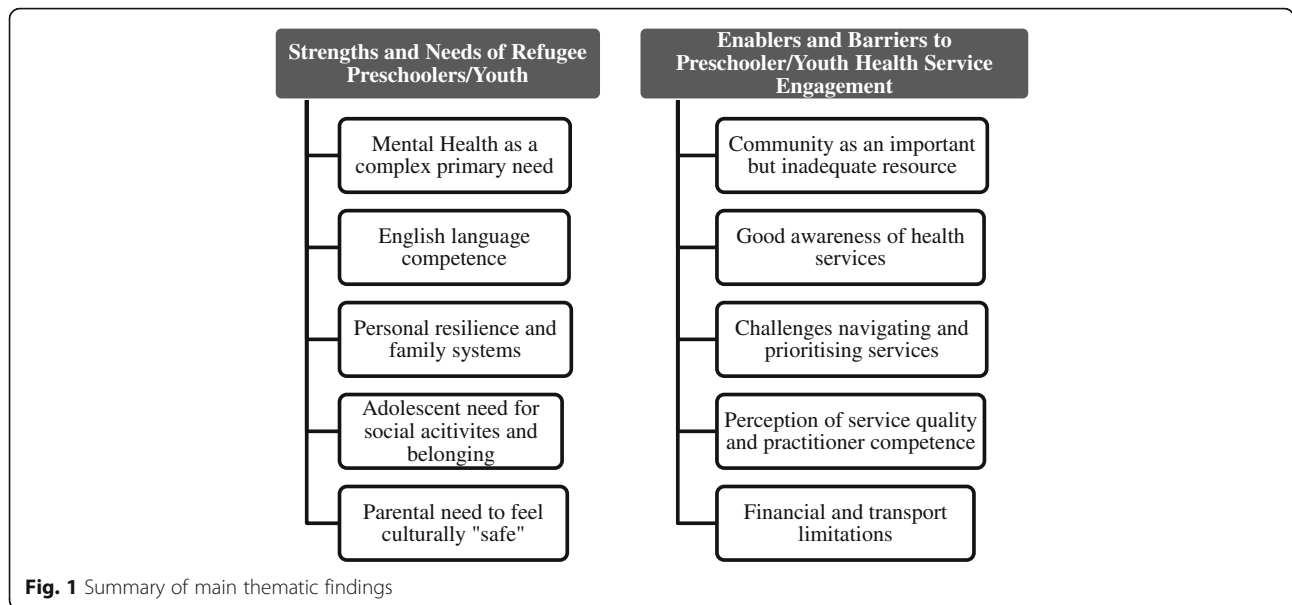 Strengths and Needs of Refugee
Preschoolers/Youth
Mental Health as a
complex primary need
English language
competence
Personal resilience and
family systems
Adolescent need for
social acitivites and
belonging
Parental need to feel
culturally "safe"
Enablers and Barriers to
Preschooler/Youth Health Service
Engagement
Community as an important
but inadequate resource
Good awareness of health
services
Challenges navigating and
prioritising services
Perception of service quality
and practitioner competence
Financial and transport
limitations
Fig. 1 Summary of main thematic findings